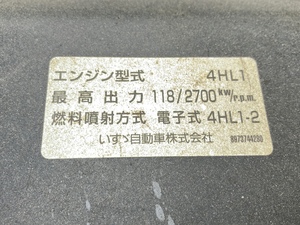 エンジン型式 4HL1
最高出力 118/2700 kW/r.p.m.
燃料噴射方式 電子式 4HL1-2
いすゞ自動車株式会社